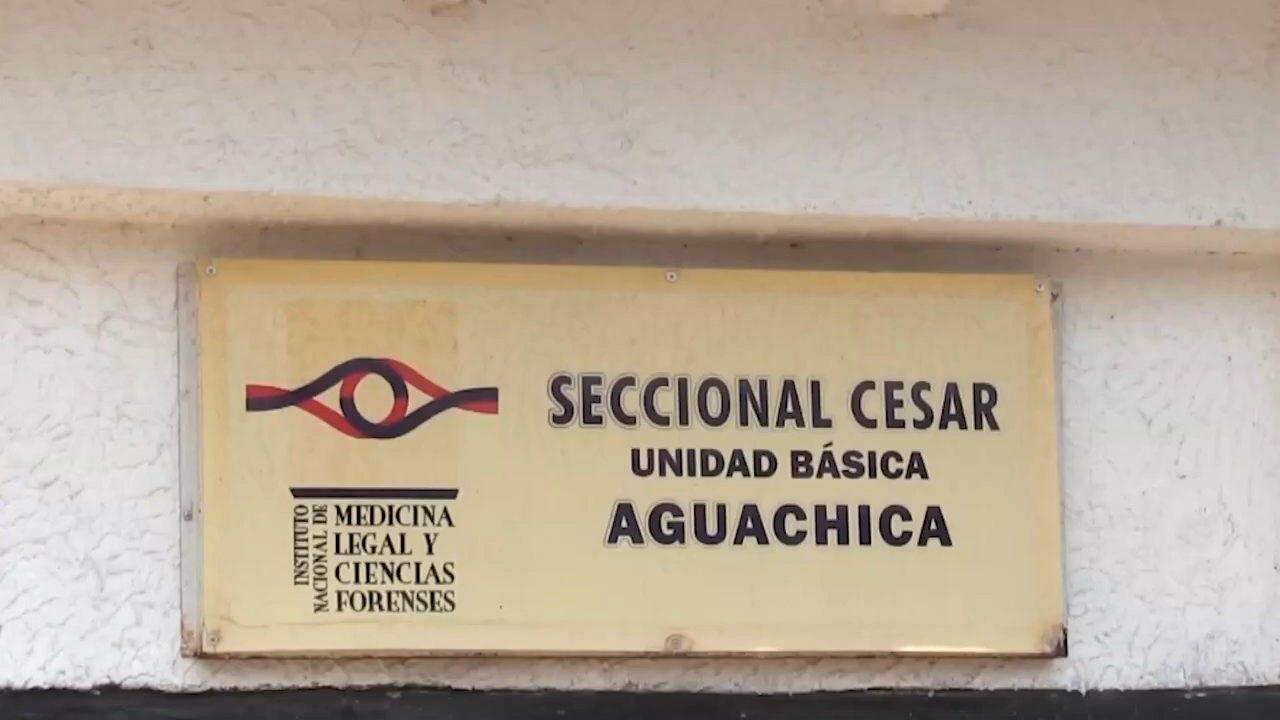 INSTITUTO
NACIONAL DE
MEDICINA
LEGAL Y
CIENCIAS
FORENSES
SECCIONAL CESAR
UNIDAD BÁSICA
AGUACHICA